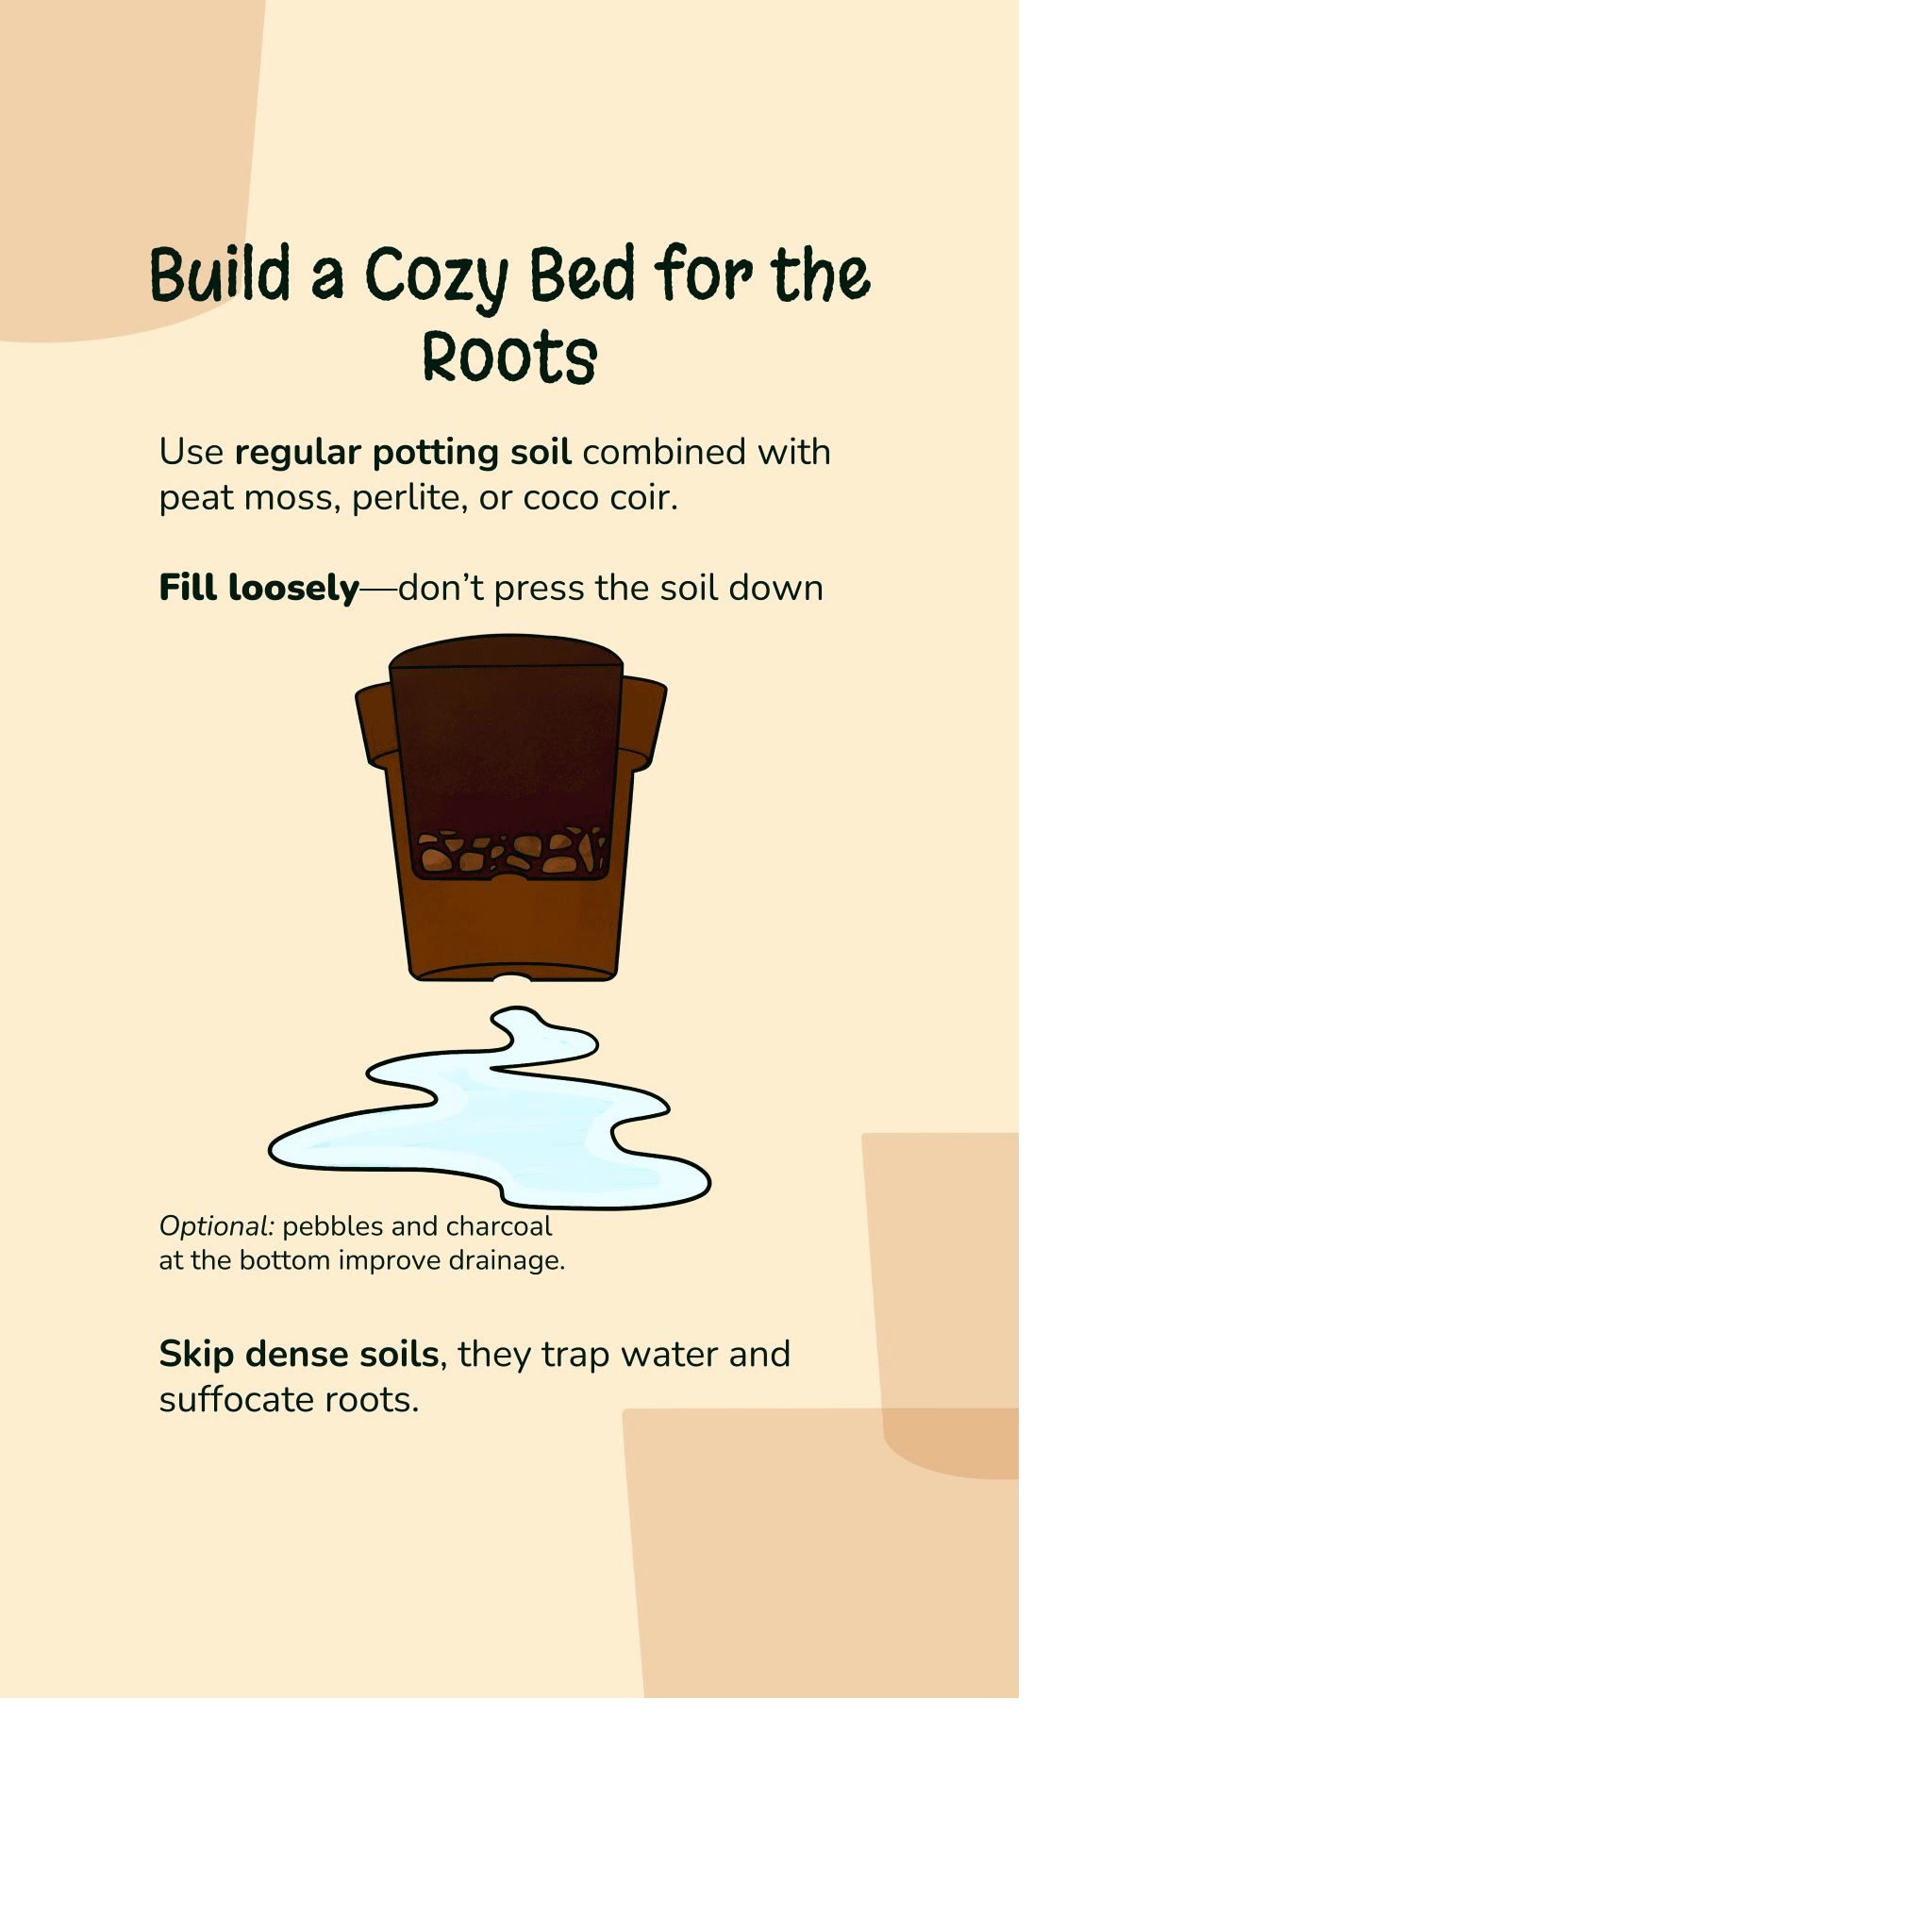 Build a Cozy Bed for the
Roots
Use regular potting soil combined with
peat moss, perlite, or coco coir.
Fill loosely—don’t press the soil down
Optional: pebbles and charcoal
at the bottom improve drainage.
Skip dense soils, they trap water and
suffocate roots.